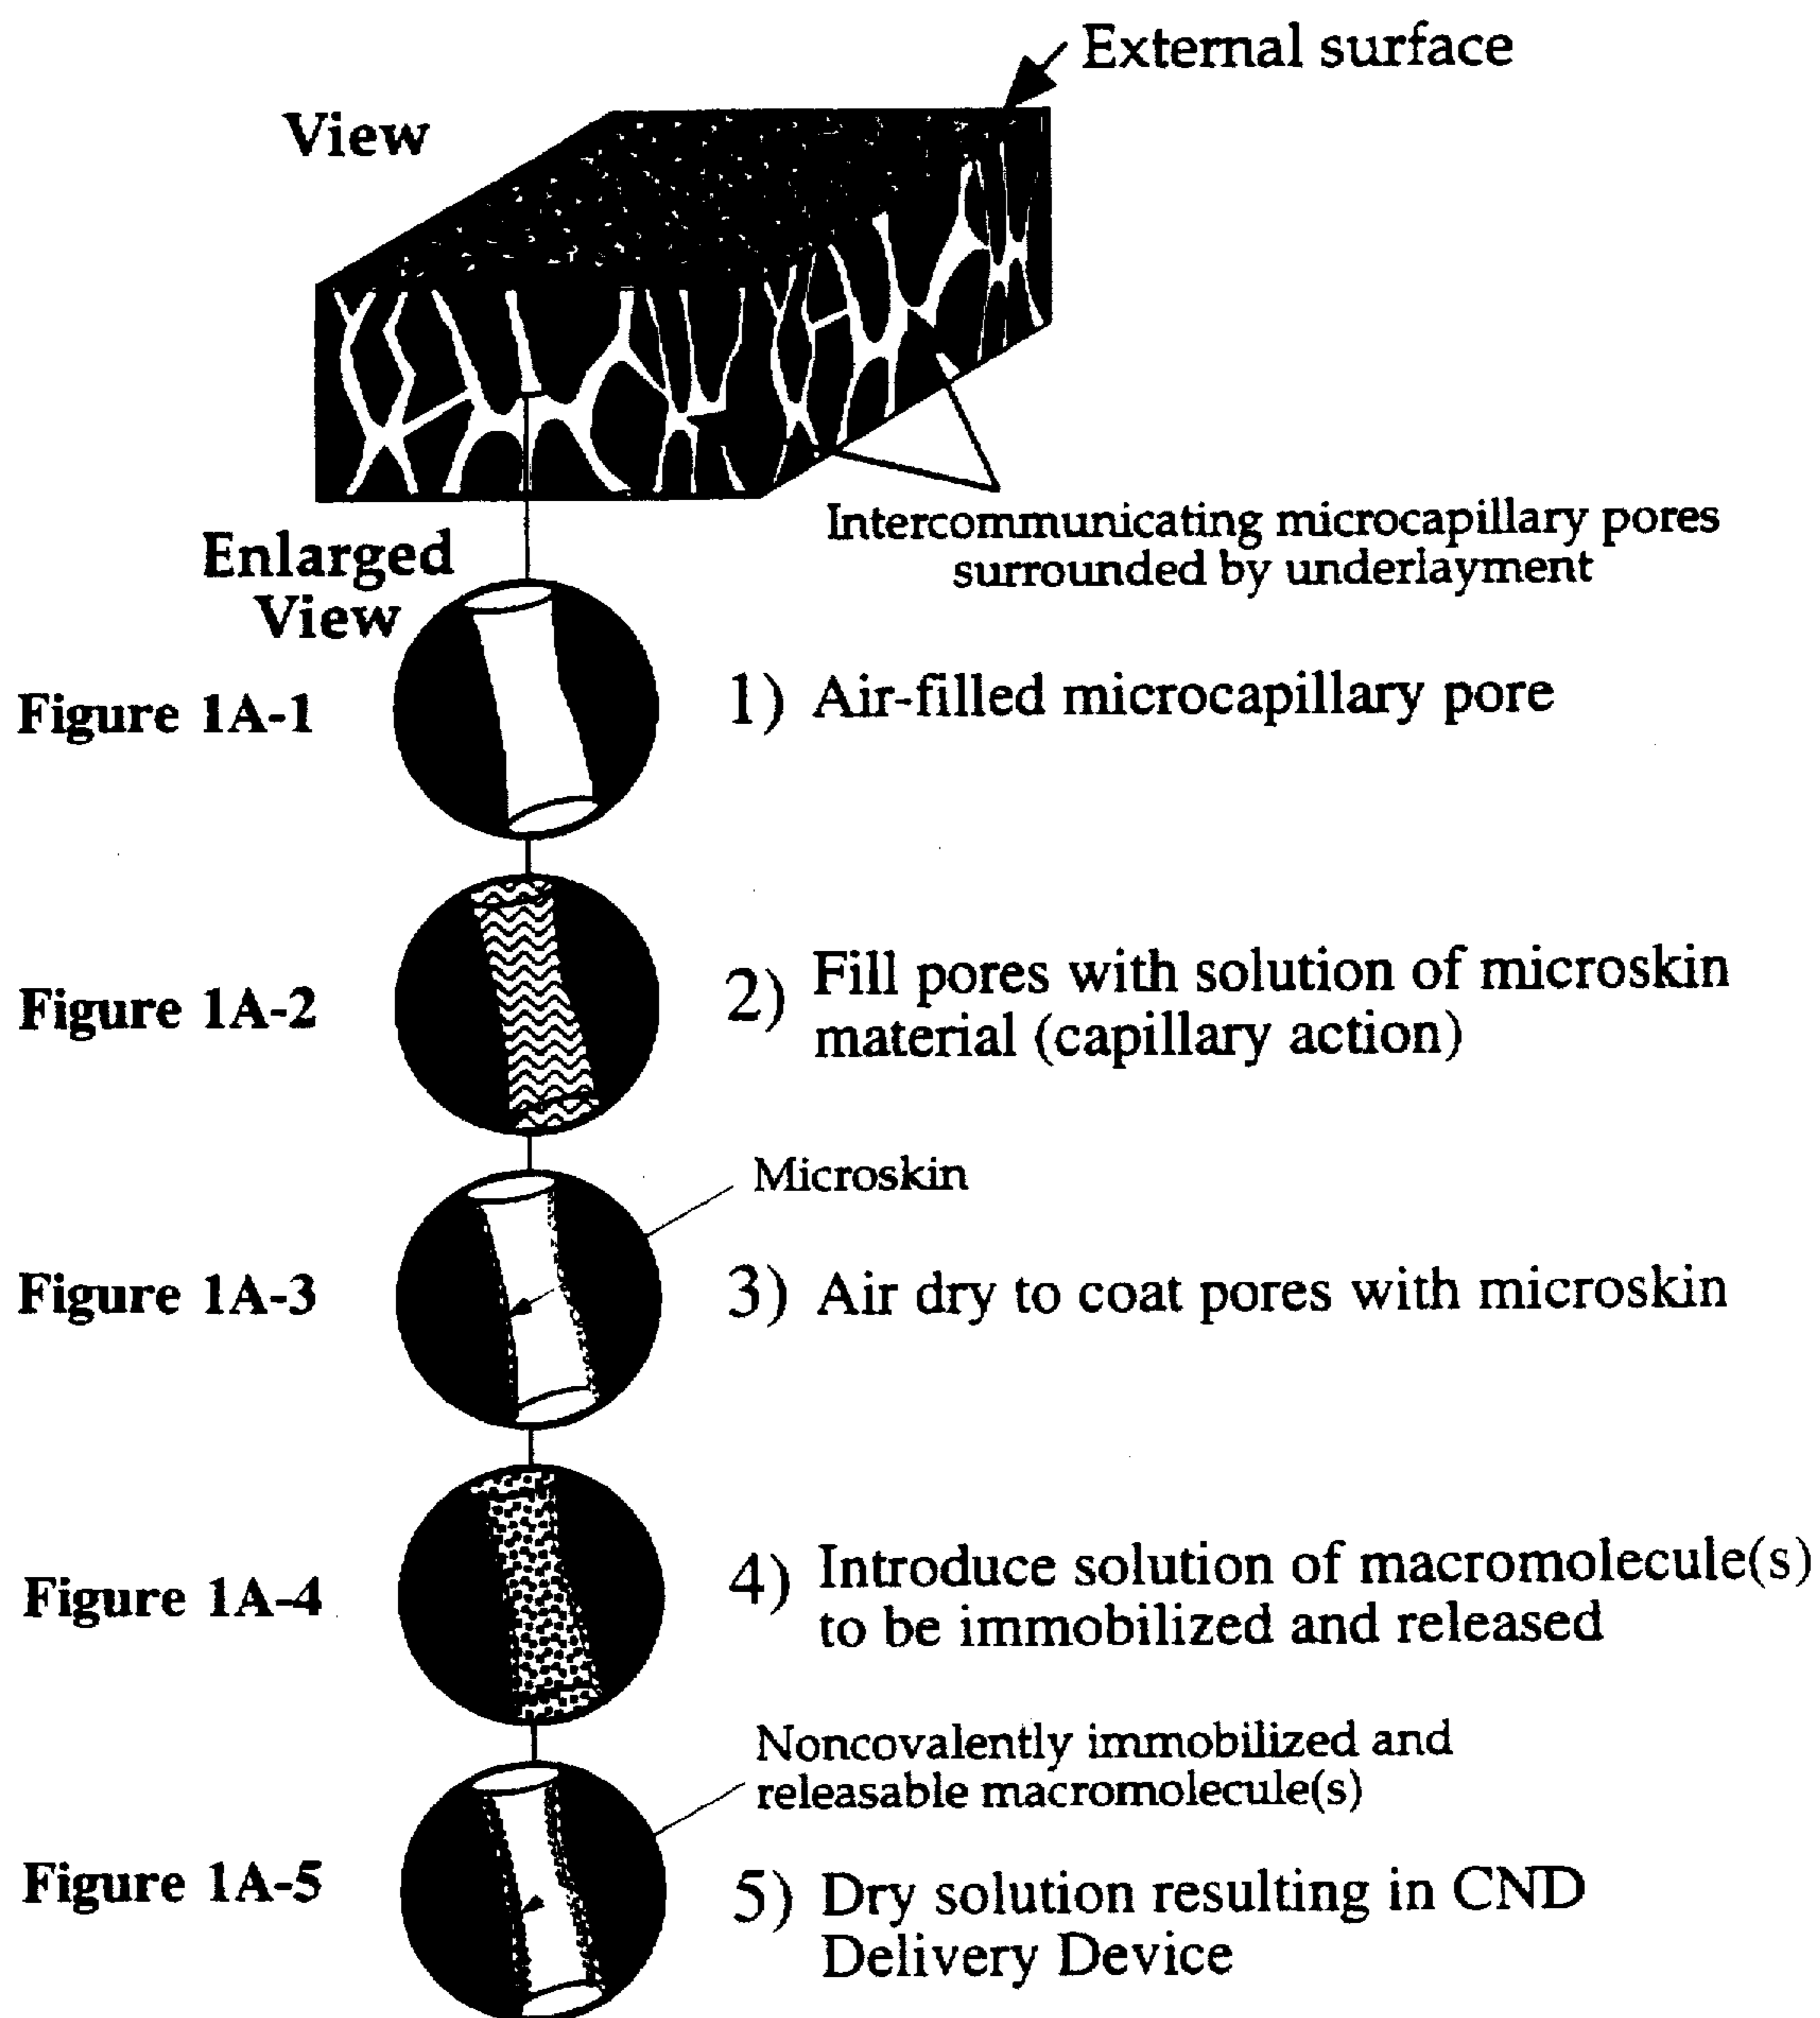 External surface
View
Intercommunicating microcapillary pores
surrounded by underlayment
Enlarged
View
Figure 1A-1
1) Air-filled microcapillary pore
Figure 1A-2
2) Fill pores with solution of microskin
material (capillary action)
Microskin
Figure 1A-3
3) Air dry to coat pores with microskin
Figure 1A-4
4) Introduce solution of macromolecule(s)
to be immobilized and released
Noncovalently immobilized and
releasable macromolecule(s)
Figure 1A-5
5) Dry solution resulting in CND
Delivery Device